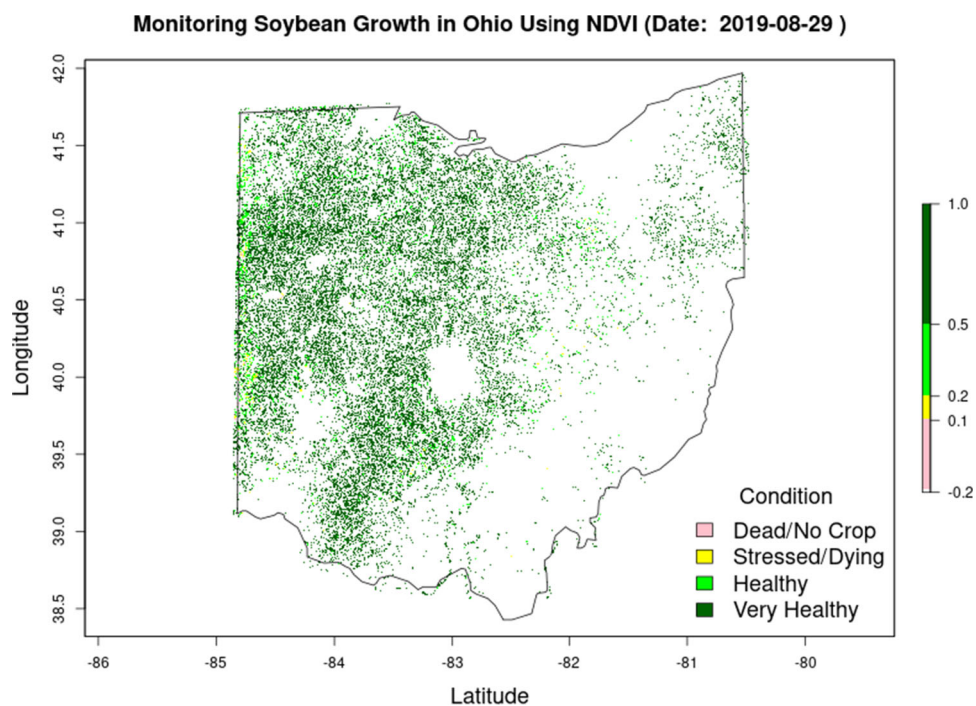 Monitoring Soybean Growth in Ohio Using NDVI (Date:  2019-08-29 )
42.0
41.5
41.0
40.5
40.0
39.5
39.0
38.5
Longitude
-86
-85
-84
-83
-82
-81
-80
Latitude
1.0
0.5
0.2
0.1
-0.2
Condition
Dead/No Crop
Stressed/Dying
Healthy
Very Healthy